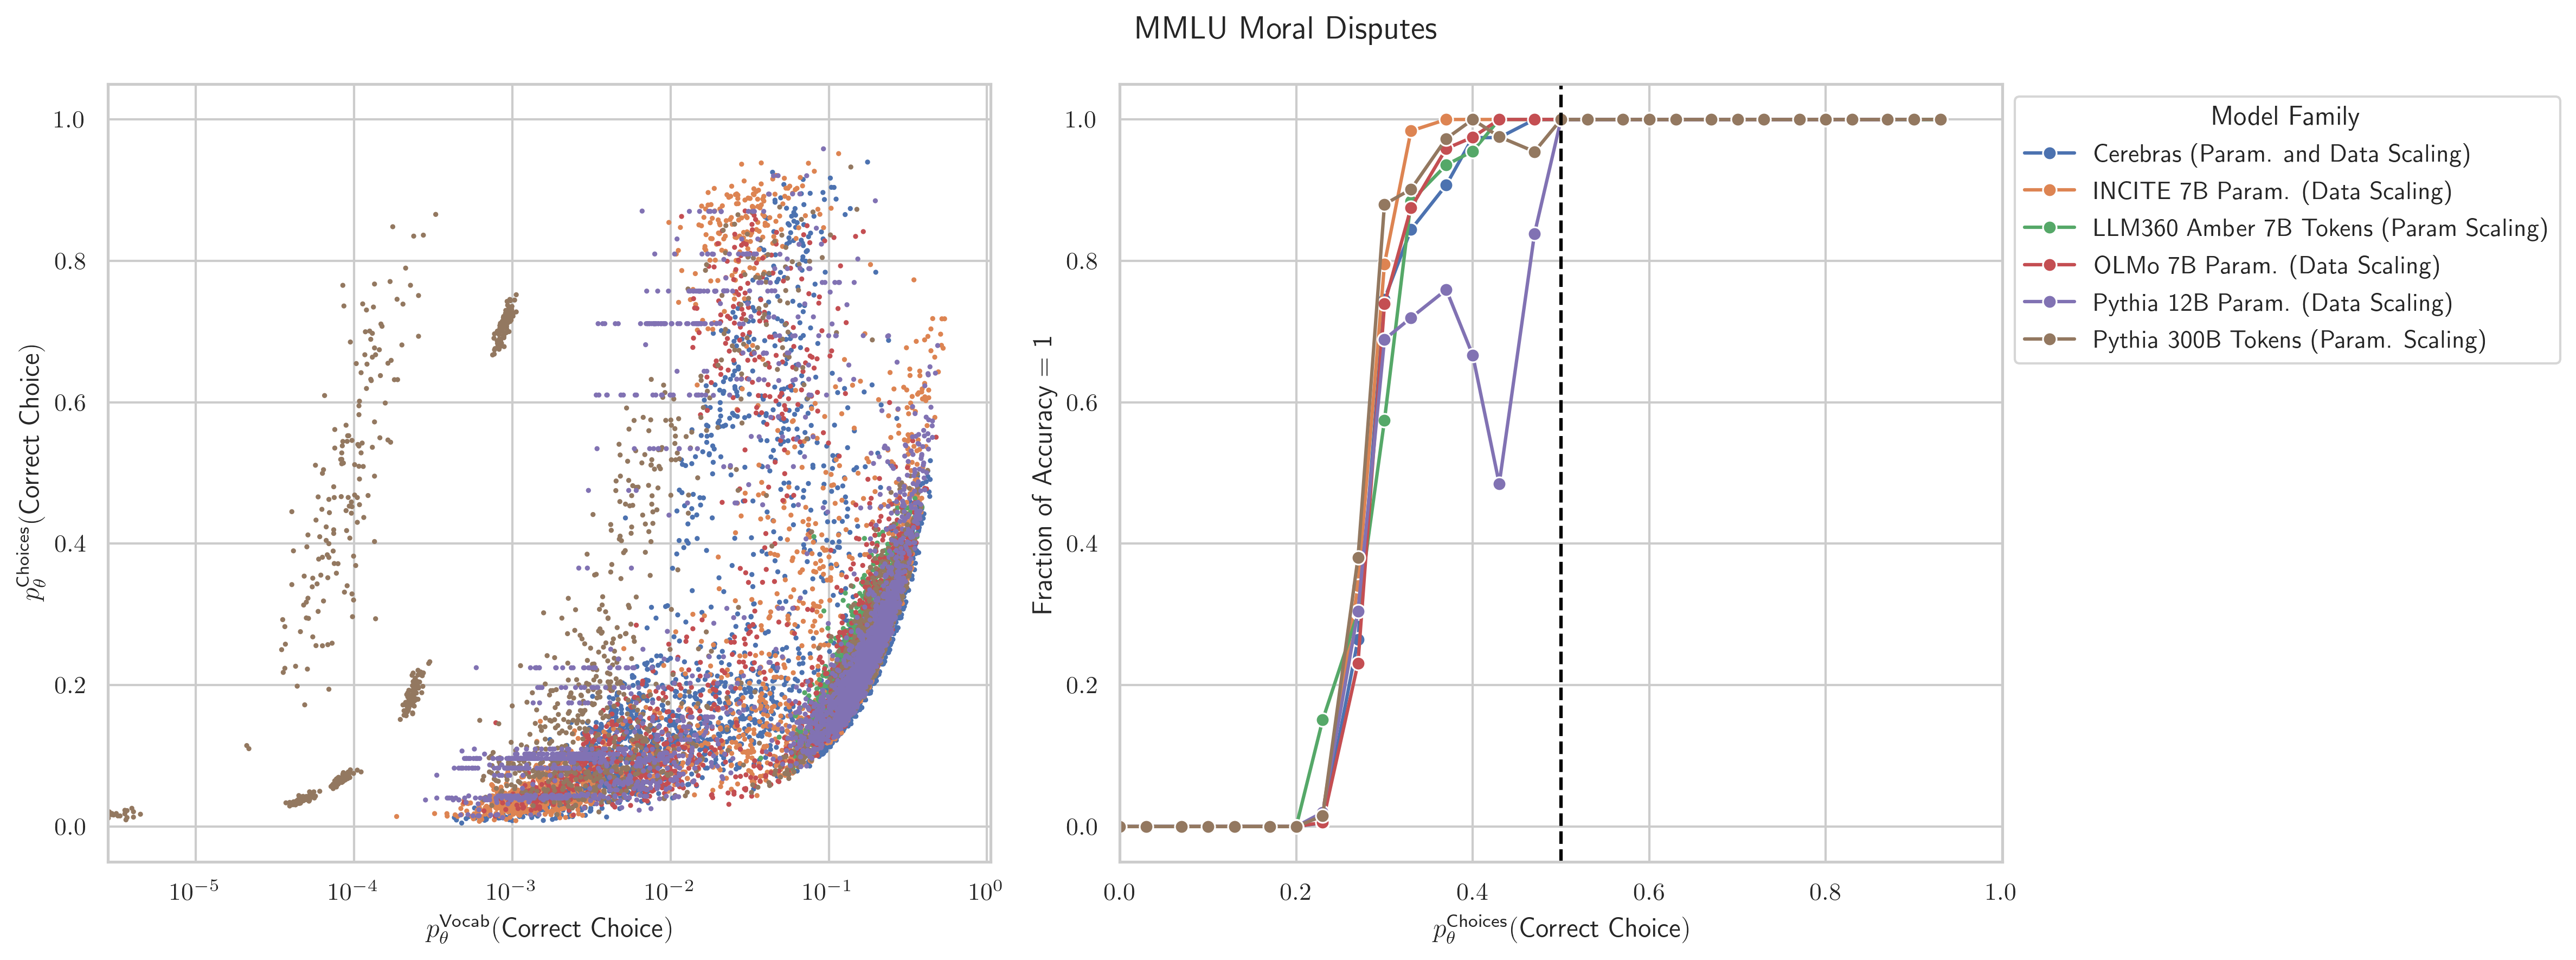 MMLU Moral Disputes
1.0
0.8
0.6
0.4
0.2
0.0
p_θ^Choices(Correct Choice)
10^−5 10^−4 10^−3 10^−2 10^−1 10^0
p_θ^Vocab(Correct Choice)
1.0
0.8
0.6
0.4
0.2
0.0
Fraction of Accuracy = 1
0.0 0.2 0.4 0.6 0.8 1.0
p_θ^Choices(Correct Choice)
Model Family
Cerebras (Param. and Data Scaling)
INCITE 7B Param. (Data Scaling)
LLM360 Amber 7B Tokens (Param Scaling)
OLMo 7B Param. (Data Scaling)
Pythia 12B Param. (Data Scaling)
Pythia 300B Tokens (Param. Scaling)